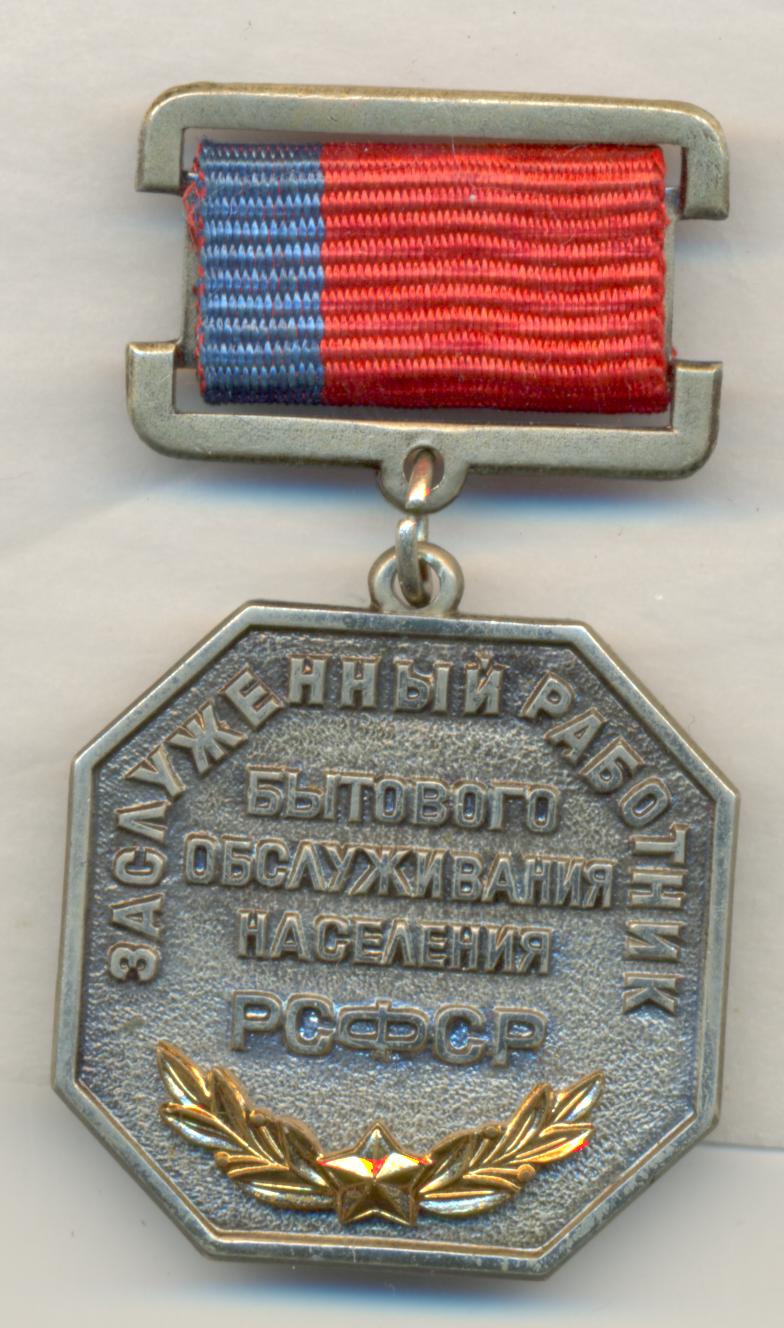 ЗАСЛУЖЕННЫЙ РАБОТНИК
БЫТОВОГО
ОБСЛУЖИВАНИЯ
НАСЕЛЕНИЯ
РСФСР